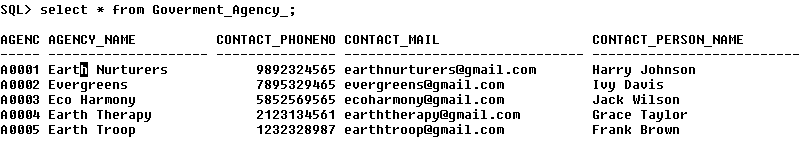 SQL> select * from Goverment_Agency_;
AGENC AGENCY_NAME CONTACT_PHONENO CONTACT_MAIL CONTACT_PERSON_NAME
----- -------------------- --------------- ------------------------------ --------------------
A0001 Earth Nurturers 9892324565 earthnurturers@gmail.com Harry Johnson
A0002 Evergreens 7895329465 evergreens@gmail.com Ivy Davis
A0003 Eco Harmony 5852569565 ecoharmony@gmail.com Jack Wilson
A0004 Earth Therapy 2123134561 earththerapy@gmail.com Grace Taylor
A0005 Earth Troop 1232328987 earthtroop@gmail.com Frank Brown